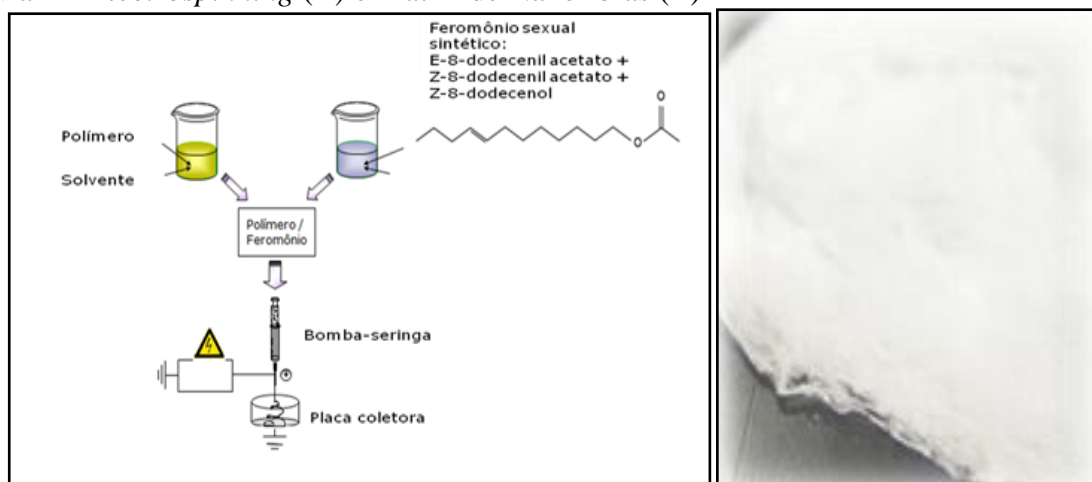 Feromônio sexual
sintético:
E-8-dodecenil acetato +
Z-8-dodecenil acetato +
Z-8-dodecenol
O
O
Polímero
Solvente
Polímero /
Feromônio
Bomba-seringa
+
Placa coletora